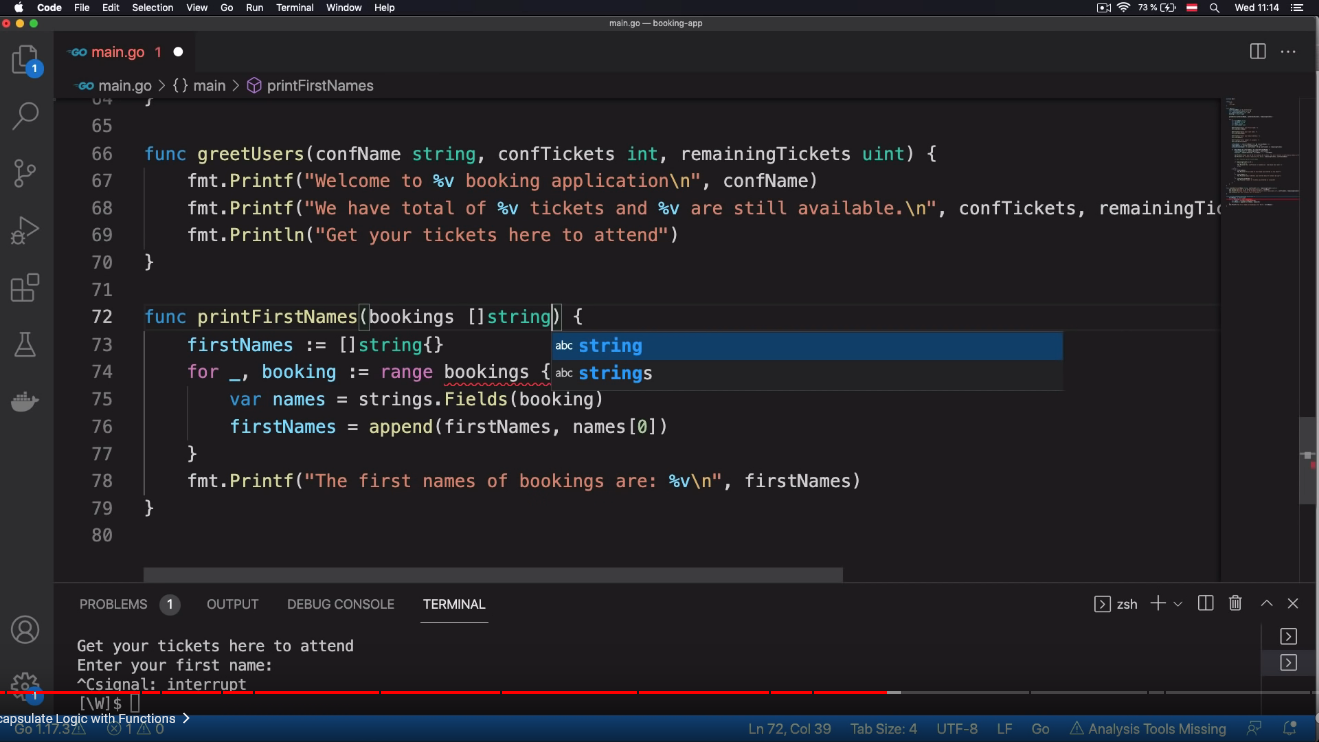 Code File Edit Selection View Go Run Terminal Window Help 73 % Wed 11:14
main.go — booking-app
GO main.go 1
GO main.go > {} main > printFirstNames
64 }
65
66 func greetUsers(confName string, confTickets int, remainingTickets uint) {
67 fmt.Printf("Welcome to %v booking application\n", confName)
68 fmt.Printf("We have total of %v tickets and %v are still available.\n", confTickets, remainingTic
69 fmt.Println("Get your tickets here to attend")
70 }
71
72 func printFirstNames(bookings []string) {
73 firstNames := []string{}
abc string
74 for _, booking := range bookings {
abc strings
75 var names = strings.Fields(booking)
76 firstNames = append(firstNames, names[0])
77 }
78 fmt.Printf("The first names of bookings are: %v\n", firstNames)
79 }
80
1
PROBLEMS 1 OUTPUT DEBUG CONSOLE TERMINAL zsh
Get your tickets here to attend
Enter your first name:
^Csignal: interrupt
[\W]$
1
capsulate Logic with Functions >
Go 1.17.3 1 0 Ln 72, Col 39 Tab Size: 4 UTF-8 LF Go Analysis Tools Missing